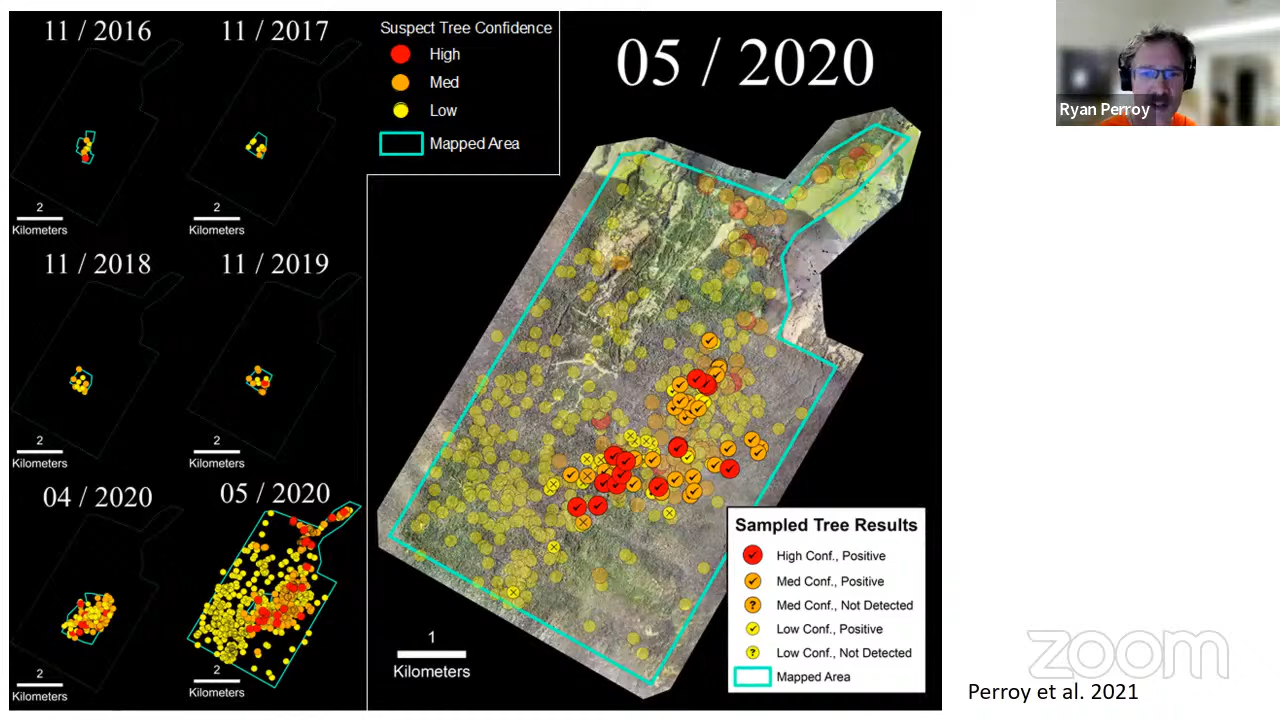 11 / 2016
11 / 2017
2
Kilometers
2
Kilometers
11 / 2018
11 / 2019
2
Kilometers
2
Kilometers
04 / 2020
05 / 2020
2
Kilometers
2
Kilometers
Suspect Tree Confidence
High
Med
Low
Mapped Area
05 / 2020
1
Kilometers
Sampled Tree Results
High Conf., Positive
Med Conf., Positive
? Med Conf., Not Detected
Low Conf., Positive
? Low Conf., Not Detected
Mapped Area
Ryan Perroy
zoom
Perroy et al. 2021